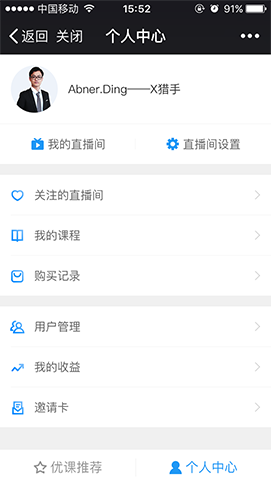 中国移动 15:52 91%
返回 关闭 个人中心
Abner.Ding——X猎手
我的直播间 直播间设置
关注的直播间
我的课程
购买记录
用户管理
我的收益
邀请卡
优课推荐 个人中心